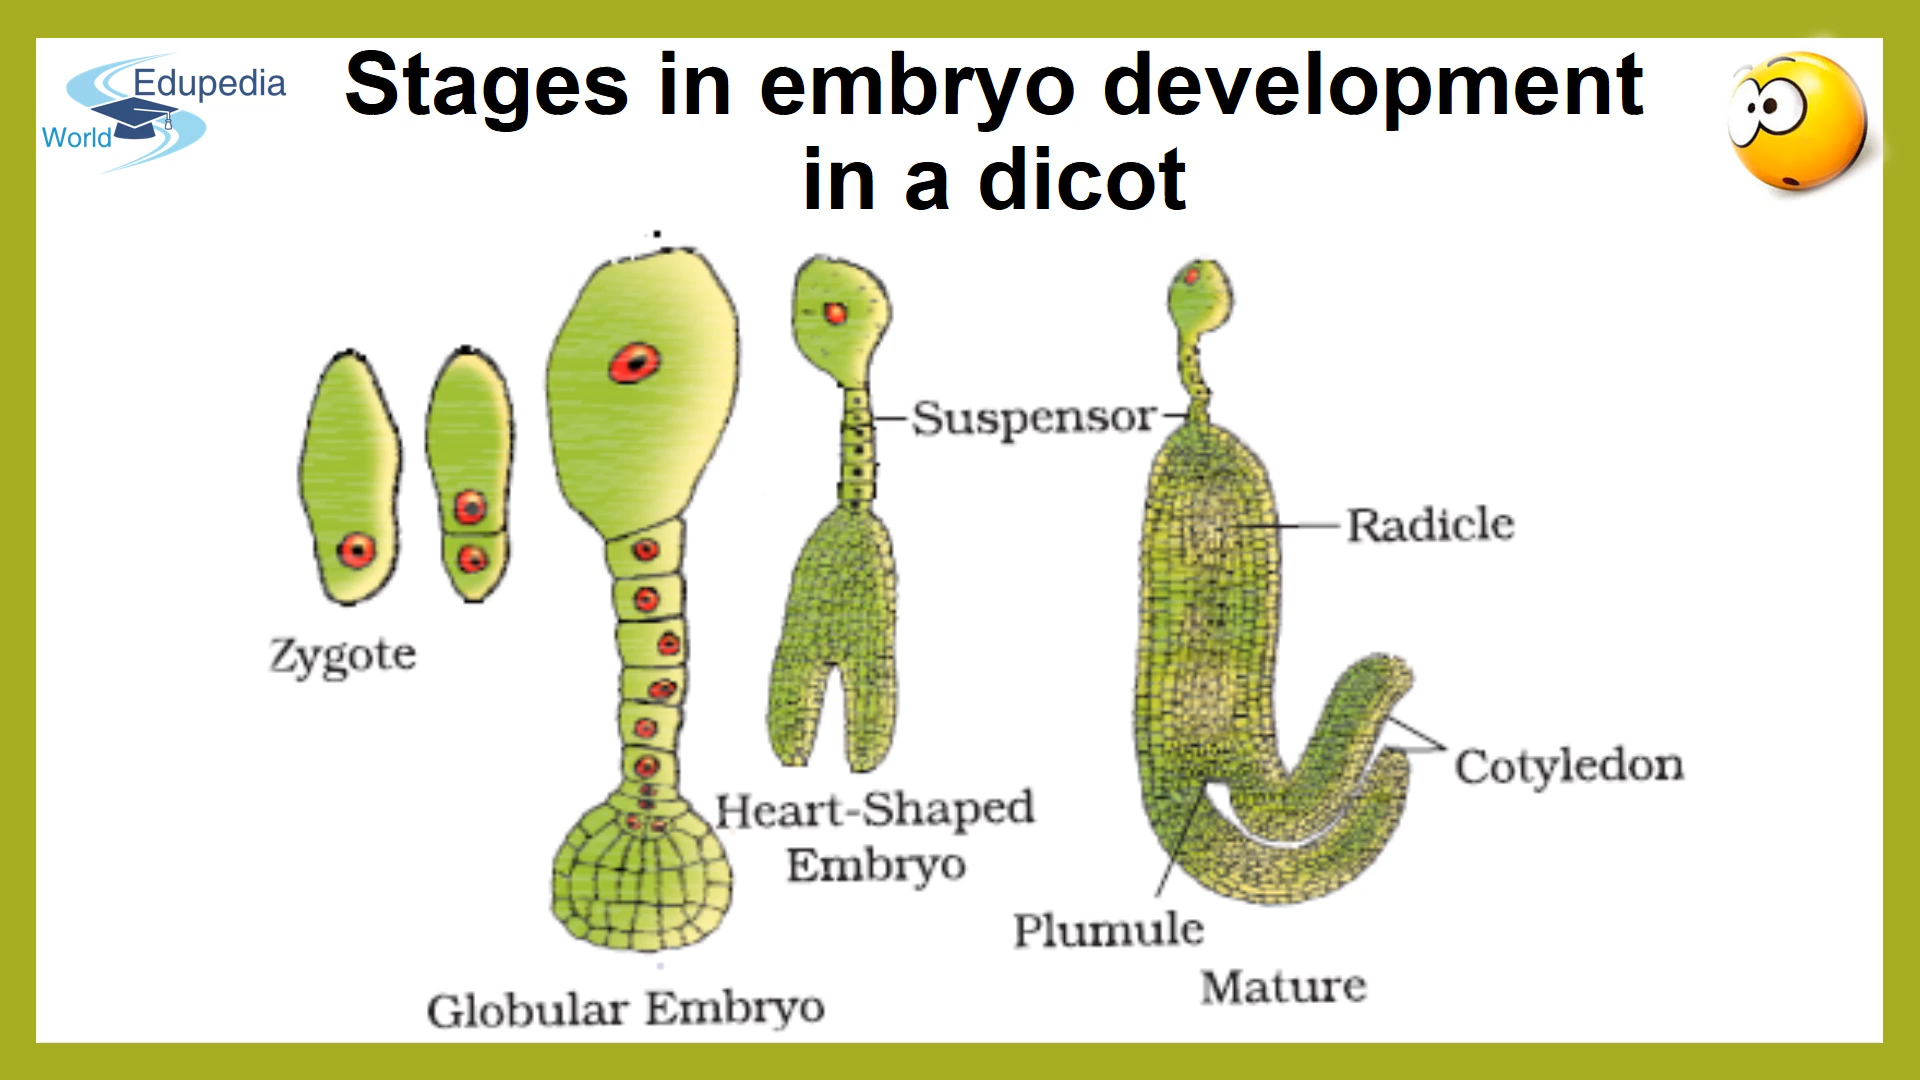 Edupedia
World
Stages in embryo development
in a dicot
Suspensor
Radicle
Zygote
Cotyledon
Heart-Shaped
Embryo
Plumule
Mature
Globular Embryo